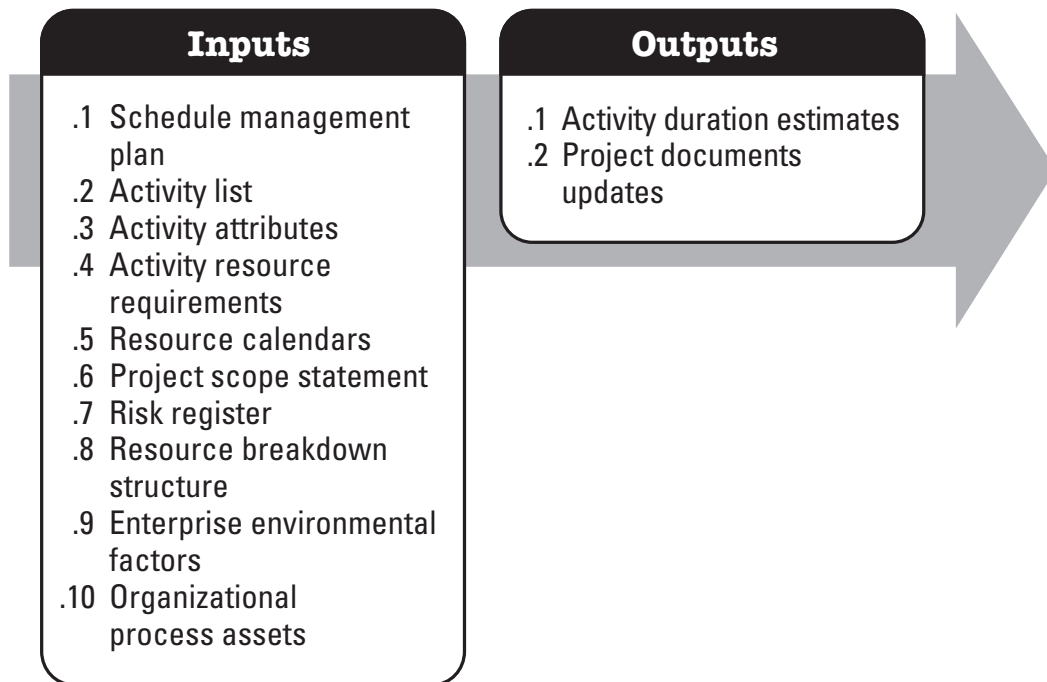 Inputs
.1 Schedule management
plan
.2 Activity list
.3 Activity attributes
.4 Activity resource
requirements
.5 Resource calendars
.6 Project scope statement
.7 Risk register
.8 Resource breakdown
structure
.9 Enterprise environmental
factors
.10 Organizational
process assets
Outputs
.1 Activity duration estimates
.2 Project documents
updates